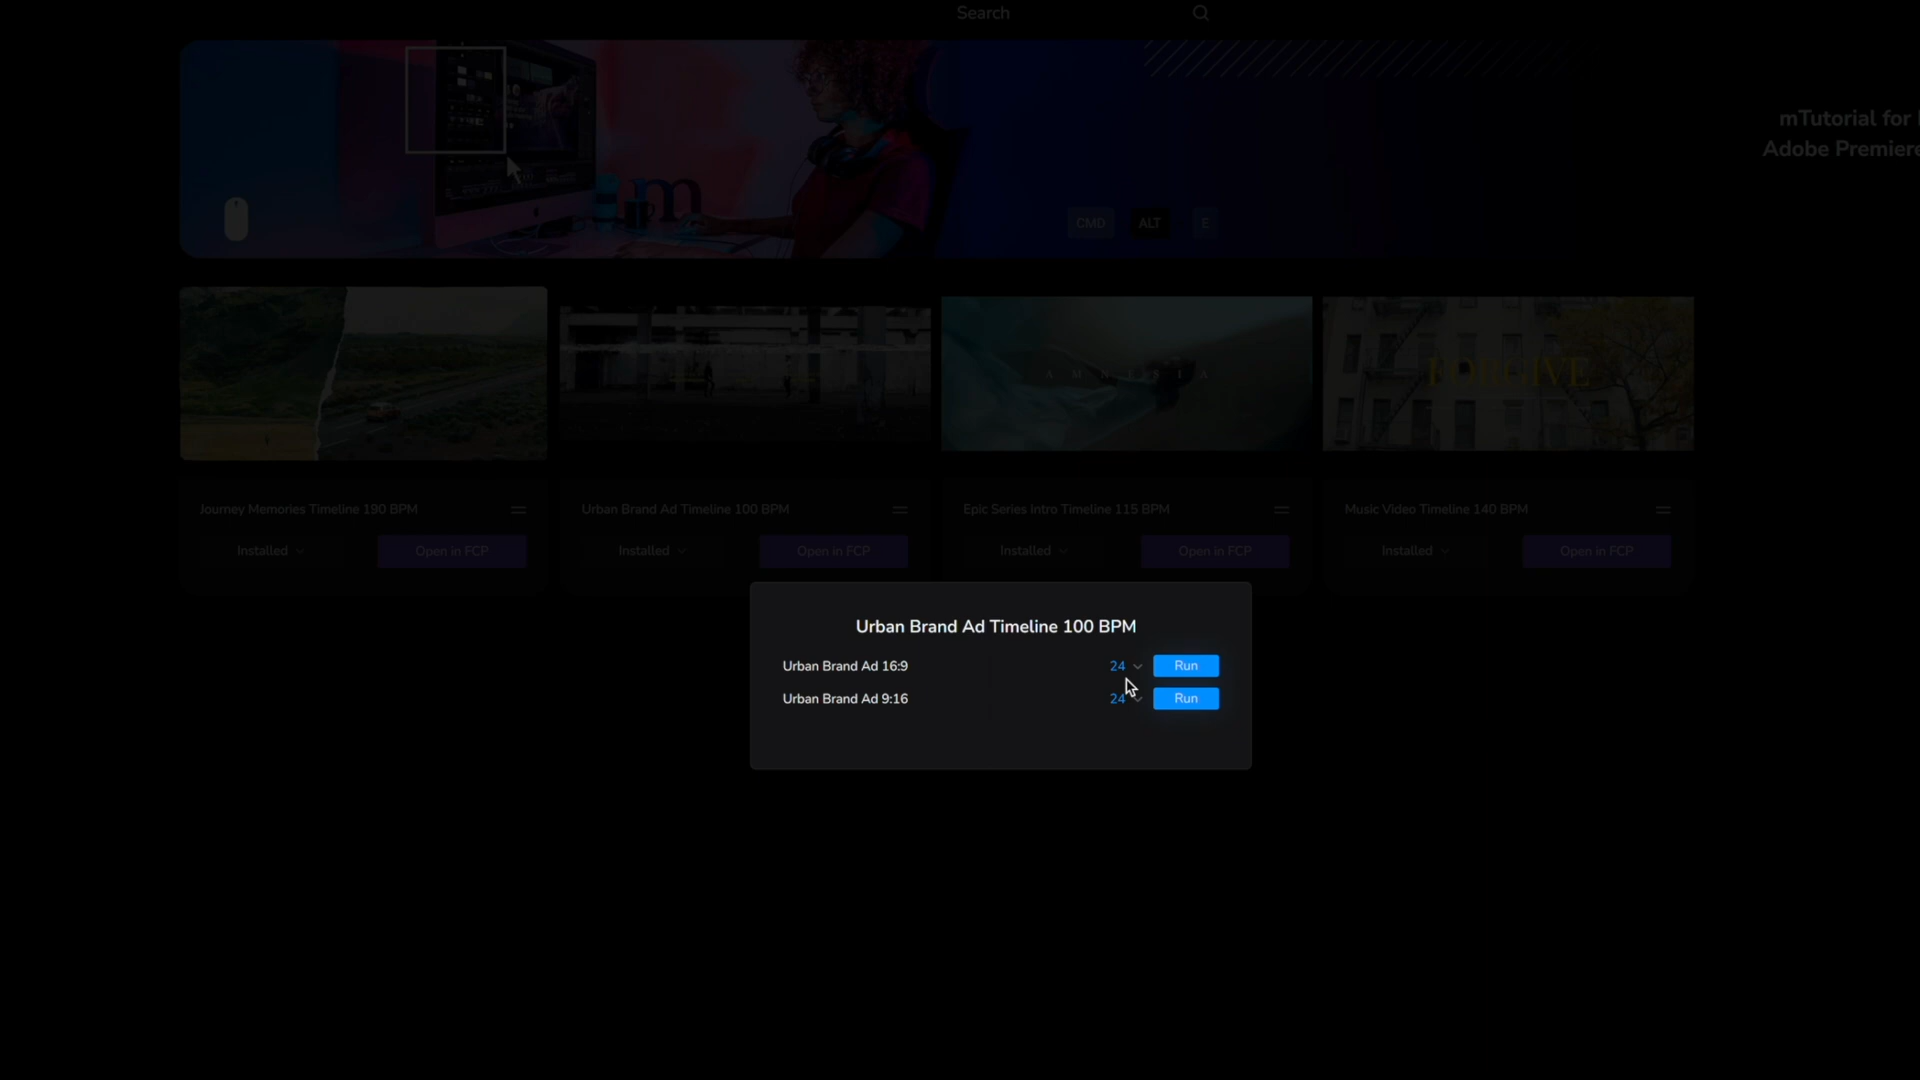 Search
mTutorial for
Adobe Premiere
m
CMD ALT E
AMNESIA
FORGIVE
Journey Memories Timeline 190 BPM
Installed
Open in FCP
Urban Brand Ad Timeline 100 BPM
Installed
Open in FCP
Epic Series Intro Timeline 115 BPM
Installed
Open in FCP
Music Video Timeline 140 BPM
Installed
Open in FCP
Urban Brand Ad Timeline 100 BPM
Urban Brand Ad 16:9 24 Run
Urban Brand Ad 9:16 24 Run